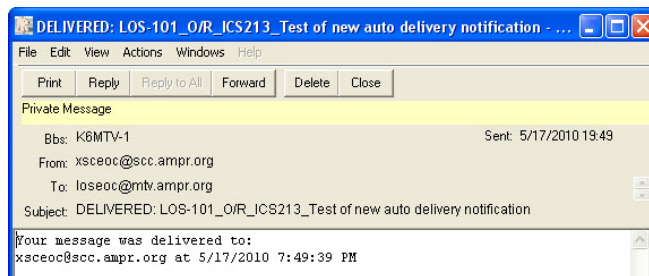 DELIVERED: LOS-101_O/R_ICS213_Test of new auto delivery notification - ...
File Edit View Actions Windows Help
Print Reply Reply to All Forward Delete Close
Private Message
Bbs: K6MTV-1 Sent: 5/17/2010 19:49
From: xsceoc@scc.ampr.org
To: loseoc@mtv.ampr.org
Subject: DELIVERED: LOS-101_O/R_ICS213_Test of new auto delivery notification
Your message was delivered to:
xsceoc@scc.ampr.org at 5/17/2010 7:49:39 PM